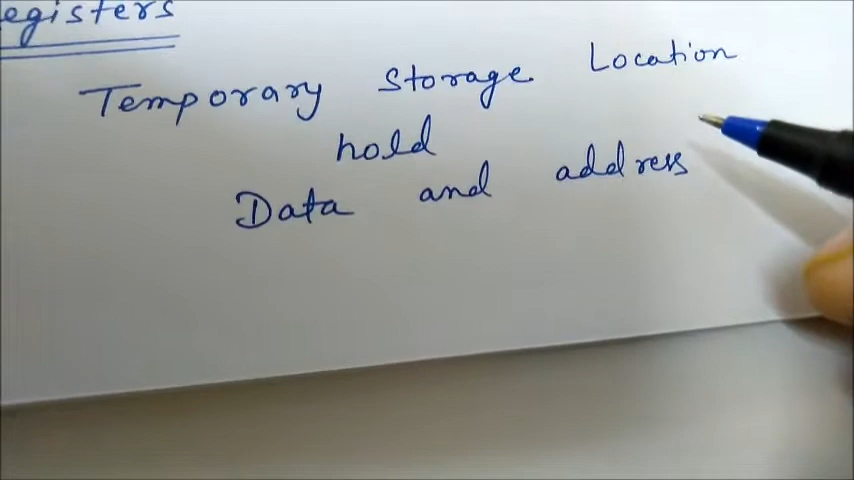 egisters
Temporary Storage Location
hold
Data and address